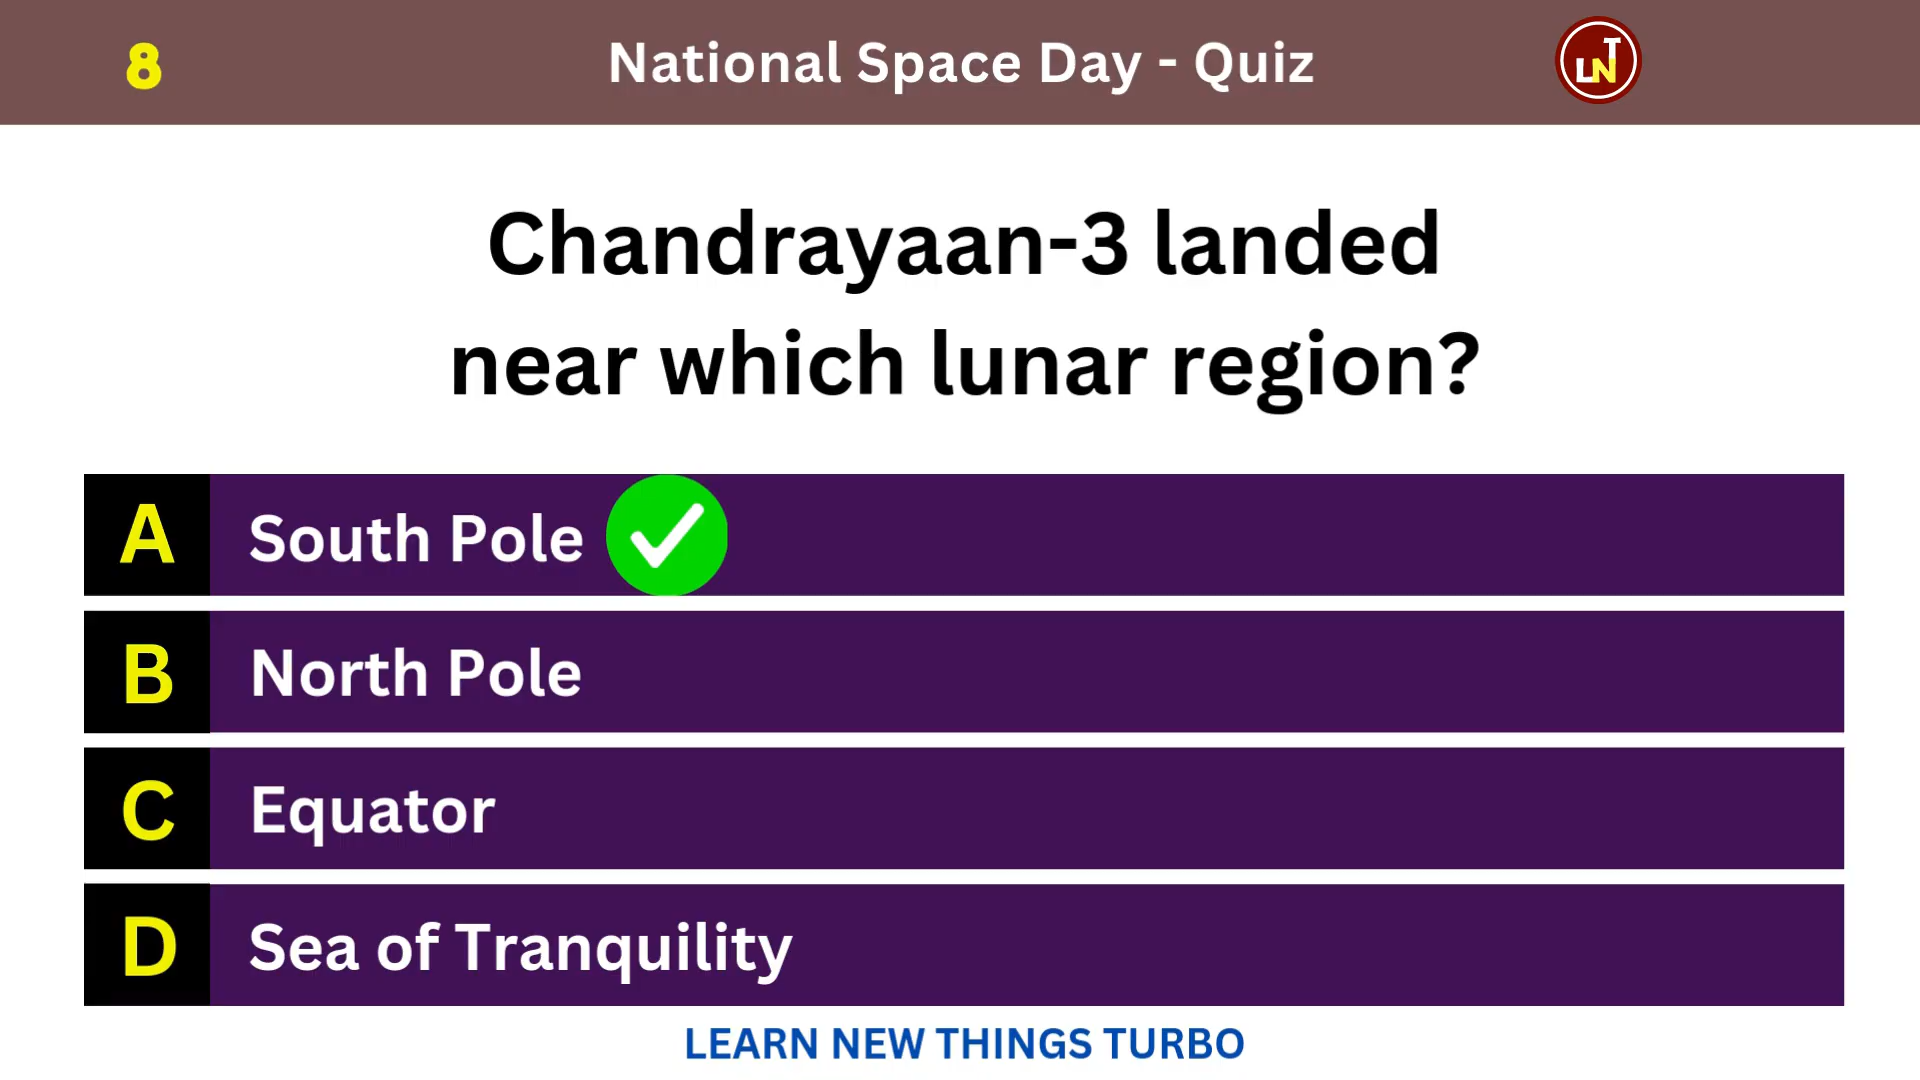 8
National Space Day - Quiz
LNT
Chandrayaan-3 landed
near which lunar region?
A South Pole
B North Pole
C Equator
D Sea of Tranquility
LEARN NEW THINGS TURBO